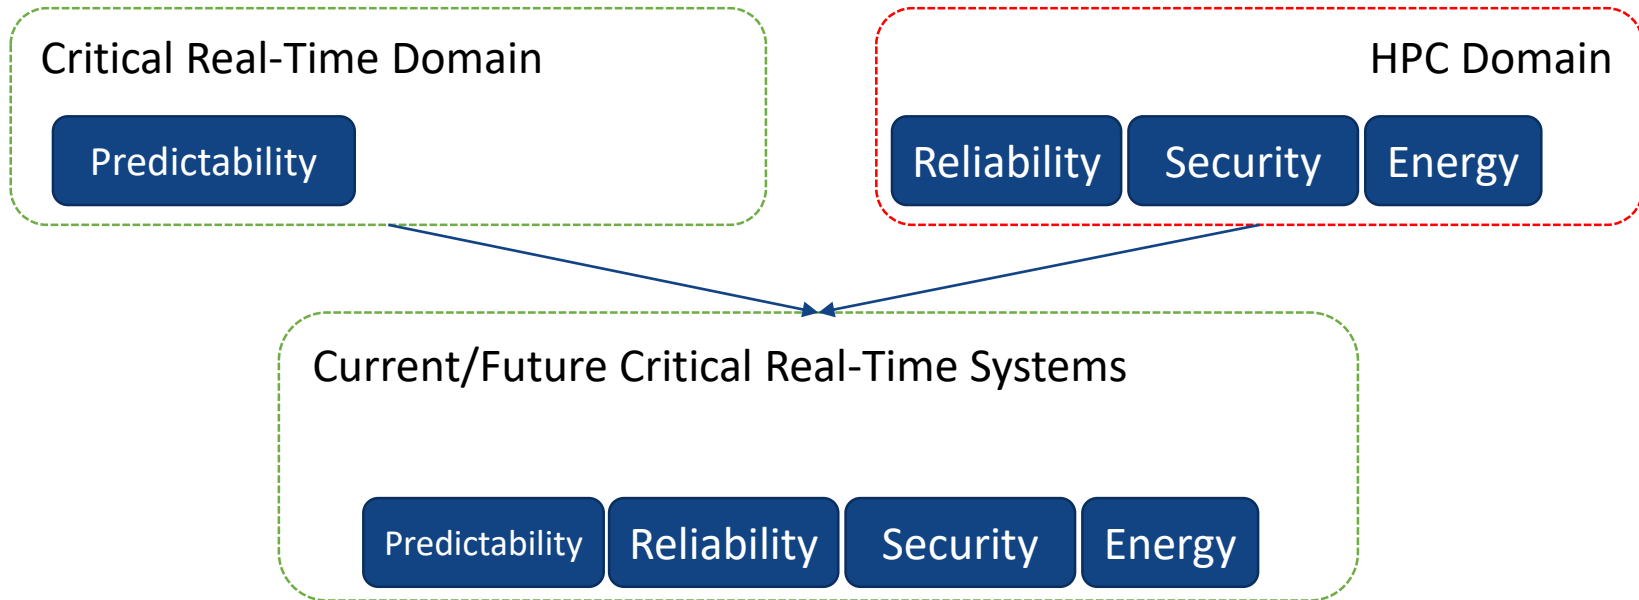 Critical Real-Time Domain
Predictability
HPC Domain
Reliability
Security
Energy
Current/Future Critical Real-Time Systems
Predictability
Reliability
Security
Energy